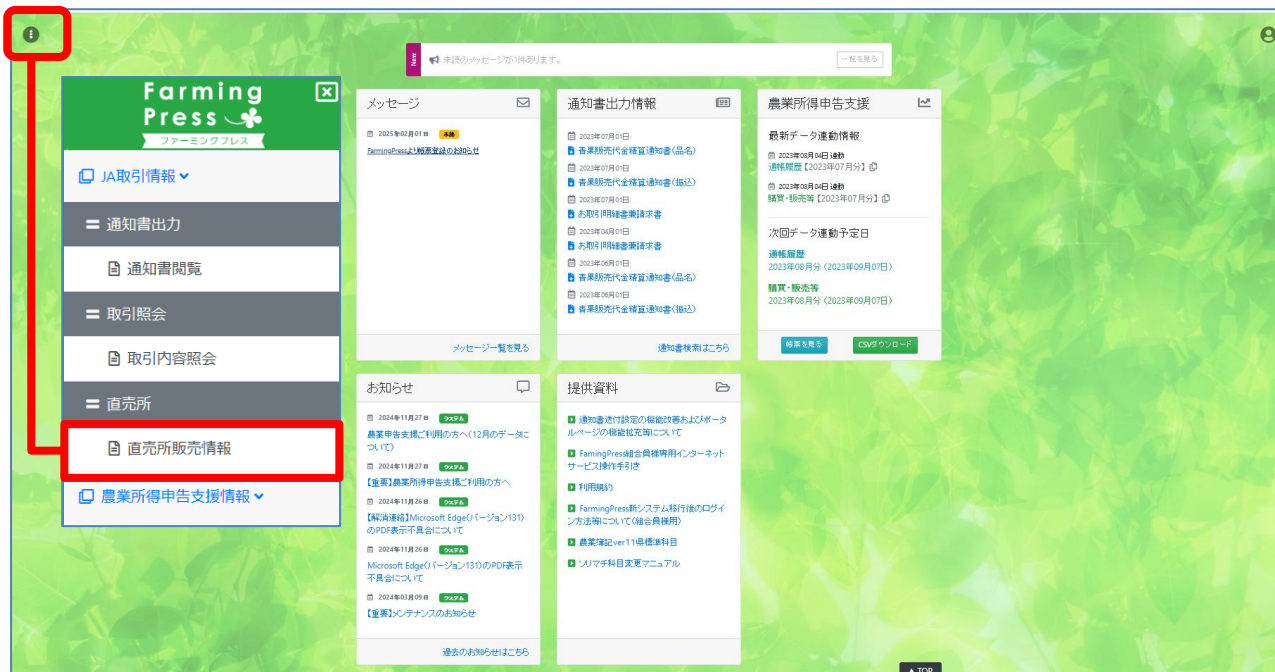 New
未読のメッセージが1件あります。
一覧を見る
Farming
Press
ファーミングプレス
JA取引情報
通知書出力
通知書閲覧
取引照会
取引内容照会
直売所
直売所販売情報
農業所得申告支援情報
メッセージ
2025年02月01日 未読
FarmingPressより帳票登録のお知らせ
メッセージ一覧を見る
通知書出力情報
2023年07月01日
青果販売代金精算通知書(品名)
2023年07月01日
青果販売代金精算通知書(振込)
2023年07月01日
お取引明細書兼請求書
2023年04月01日
お取引明細書兼請求書
2023年06月01日
青果販売代金精算通知書(品名)
2023年06月01日
青果販売代金精算通知書(振込)
通知書検索はこちら
農業所得申告支援
最新データ連動情報
2023年08月04日 連動
通帳履歴【2023年07月分】
2023年08月04日 連動
購買・販売等【2023年07月分】
次回データ連動予定日
通帳履歴
2023年08月分（2023年09月07日）
購買・販売等
2023年08月分（2023年09月07日）
帳票を見る
CSVダウンロード
お知らせ
2024年11月27日 システム
農業申告支援ご利用の方へ(12月のデータに
ついて)
2024年11月27日 システム
【重要】農業所得申告支援ご利用の方へ
2024年11月26日 システム
【解消連絡】Microsoft Edge(バージョン131)
のPDF表示不具合について
2024年11月26日 システム
Microsoft Edge(バージョン131)のPDF表示
不具合について
2024年03月09日 システム
【重要】メンテナンスのお知らせ
過去のお知らせはこちら
提供資料
通知書送付設定の機能改善およびポータ
ルページの機能拡充等について
FamingPress組合員様専用インターネット
サービス操作手引き
利用規約
FarmingPress新システム移行後のログイ
ン方法等について(組合員様用)
農業簿記ver11県標準科目
ソリマチ科目変更マニュアル
▲ TOP